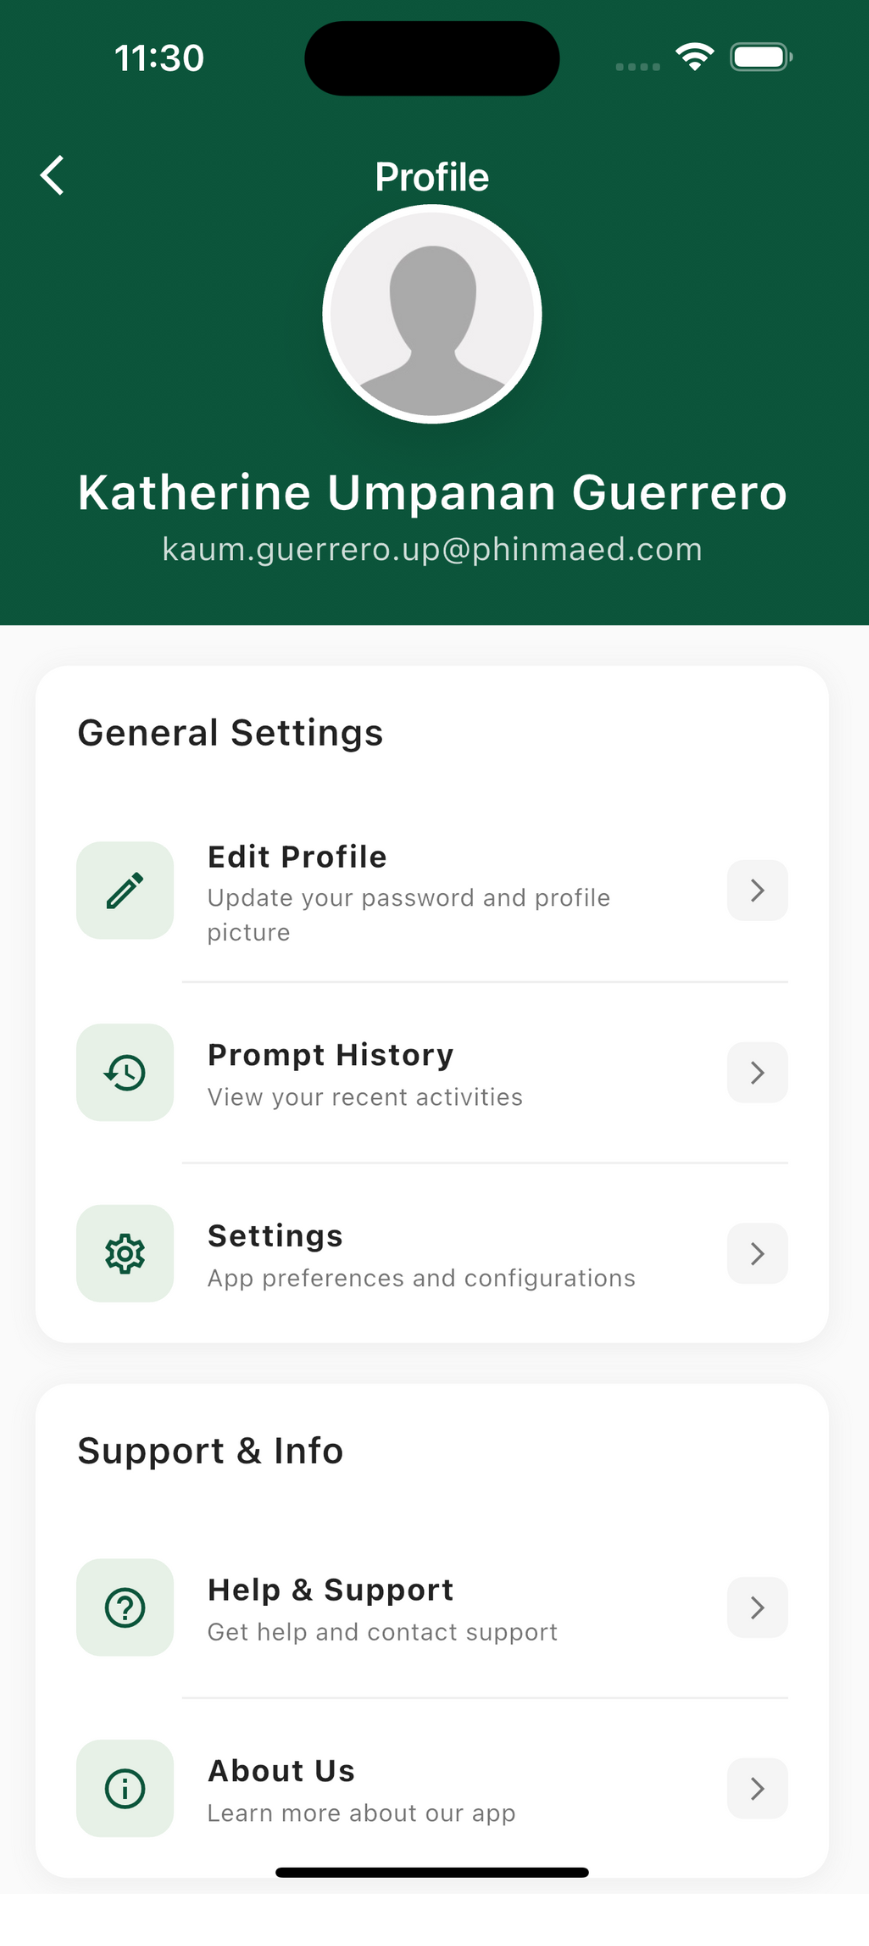 11:30
Profile
Katherine Umpanan Guerrero
kaum.guerrero.up@phinmaed.com
General Settings
Edit Profile
Update your password and profile
picture
Prompt History
View your recent activities
Settings
App preferences and configurations
Support & Info
Help & Support
Get help and contact support
About Us
Learn more about our app